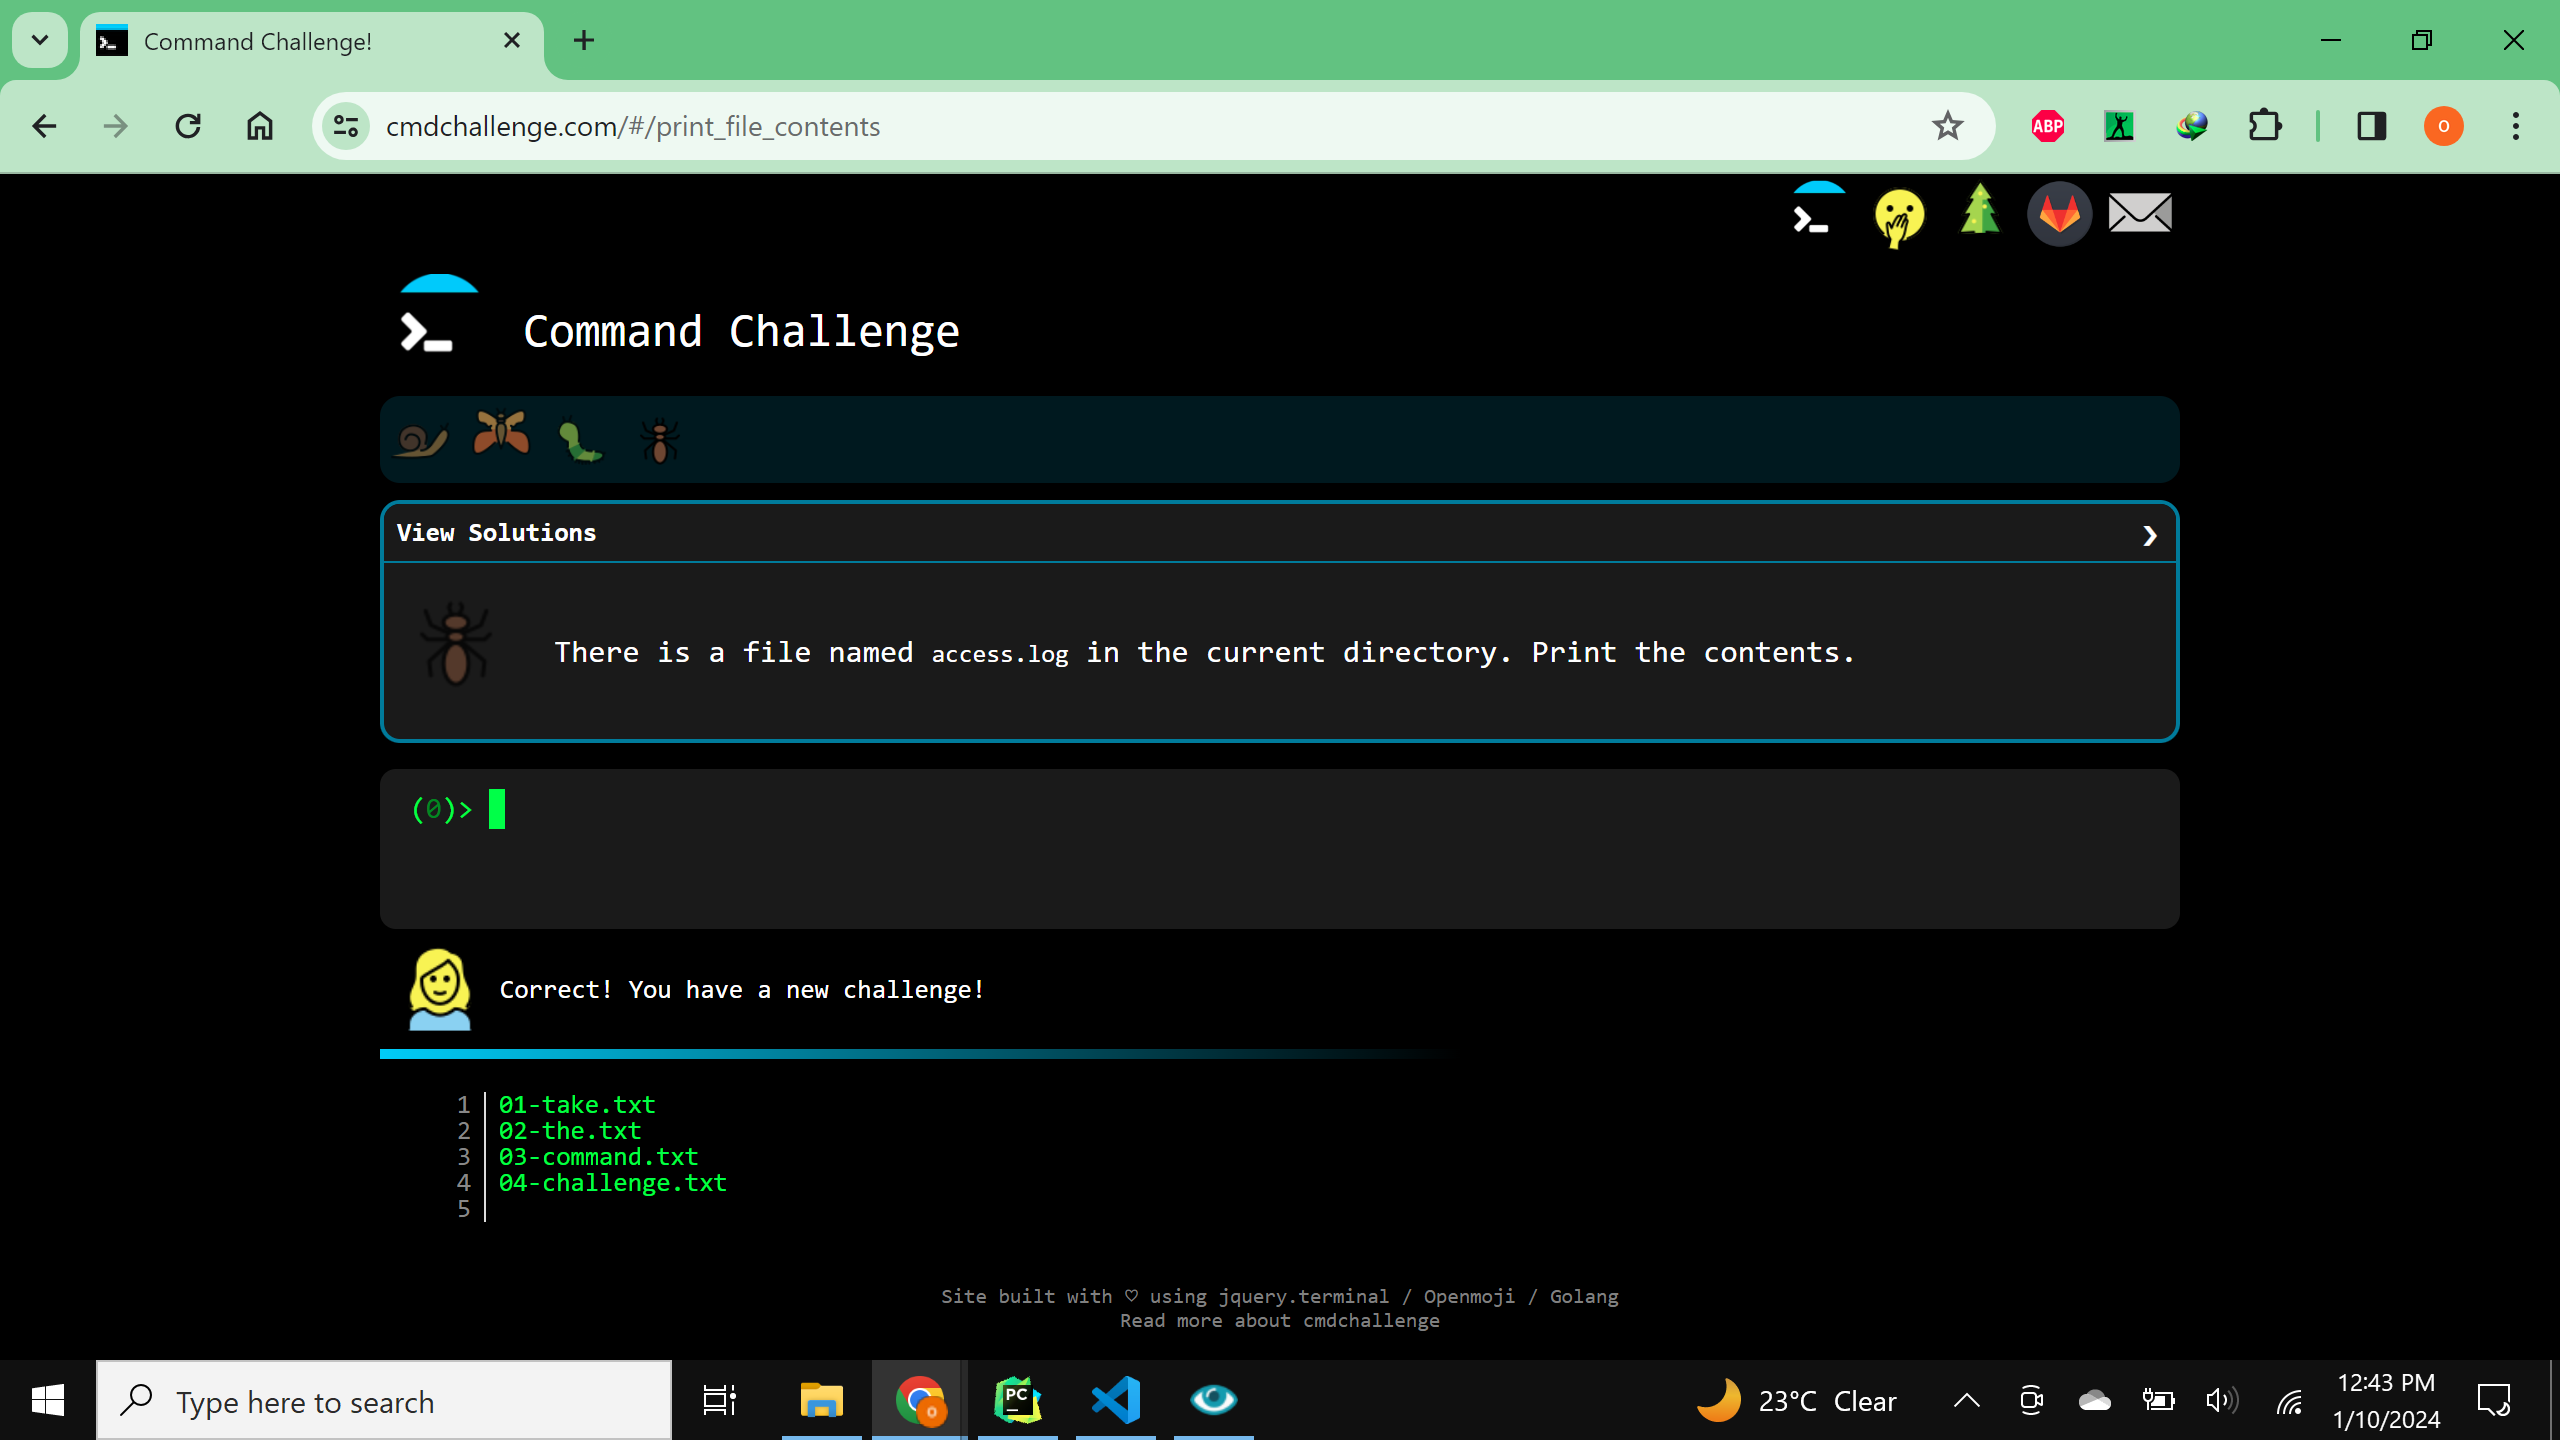 Command Challenge!
cmdchallenge.com/#/print_file_contents
ABP
O
Command Challenge
View Solutions
There is a file named access.log in the current directory. Print the contents.
(0)>
Correct! You have a new challenge!
1 01-take.txt
2 02-the.txt
3 03-command.txt
4 04-challenge.txt
5
Site built with ♡ using jquery.terminal / Openmoji / Golang
Read more about cmdchallenge
Type here to search
O
PC
23°C Clear
12:43 PM
1/10/2024